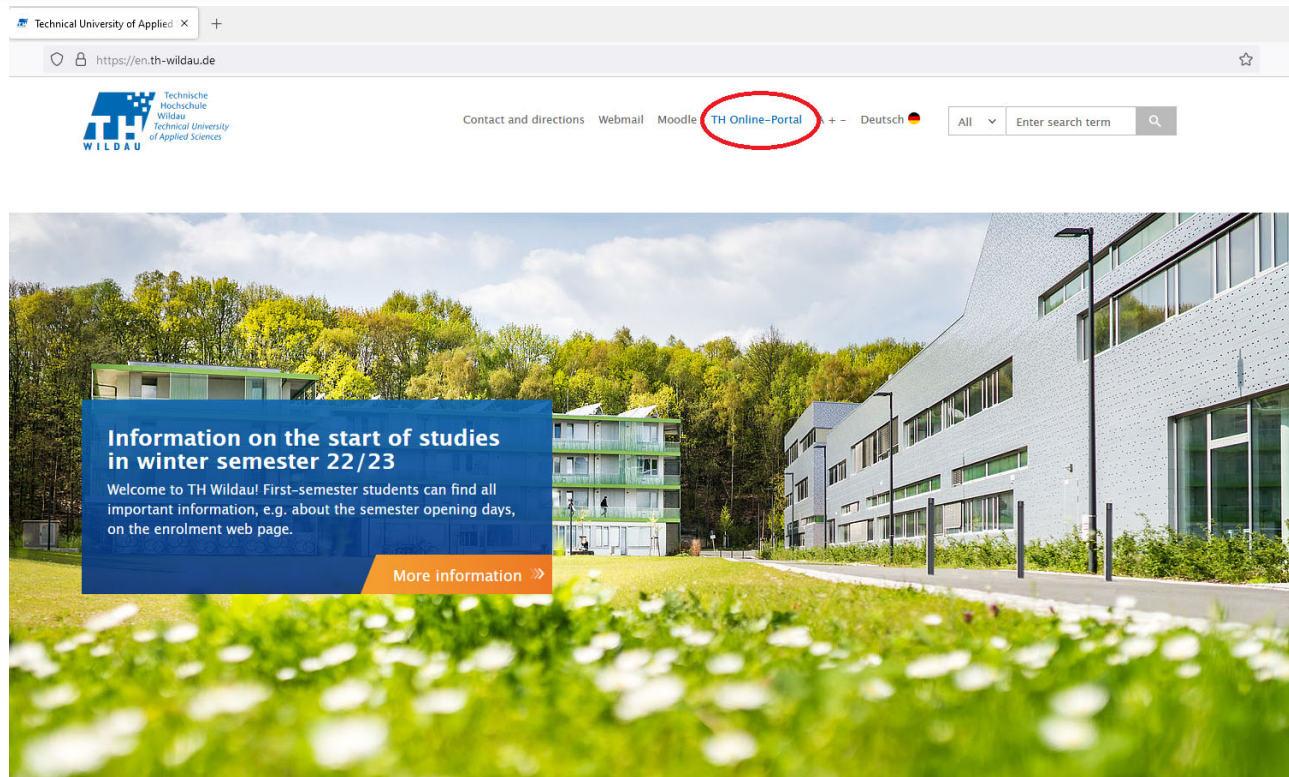 Technical University of Applied × +
https://en.th-wildau.de
Technische
Hochschule
Wildau
Technical University
of Applied Sciences
TH
WILDAU
Contact and directions Webmail Moodle TH Online-Portal + - Deutsch All Enter search term
Information on the start of studies
in winter semester 22/23
Welcome to TH Wildau! First-semester students can find all
important information, e.g. about the semester opening days,
on the enrolment web page.
More information »